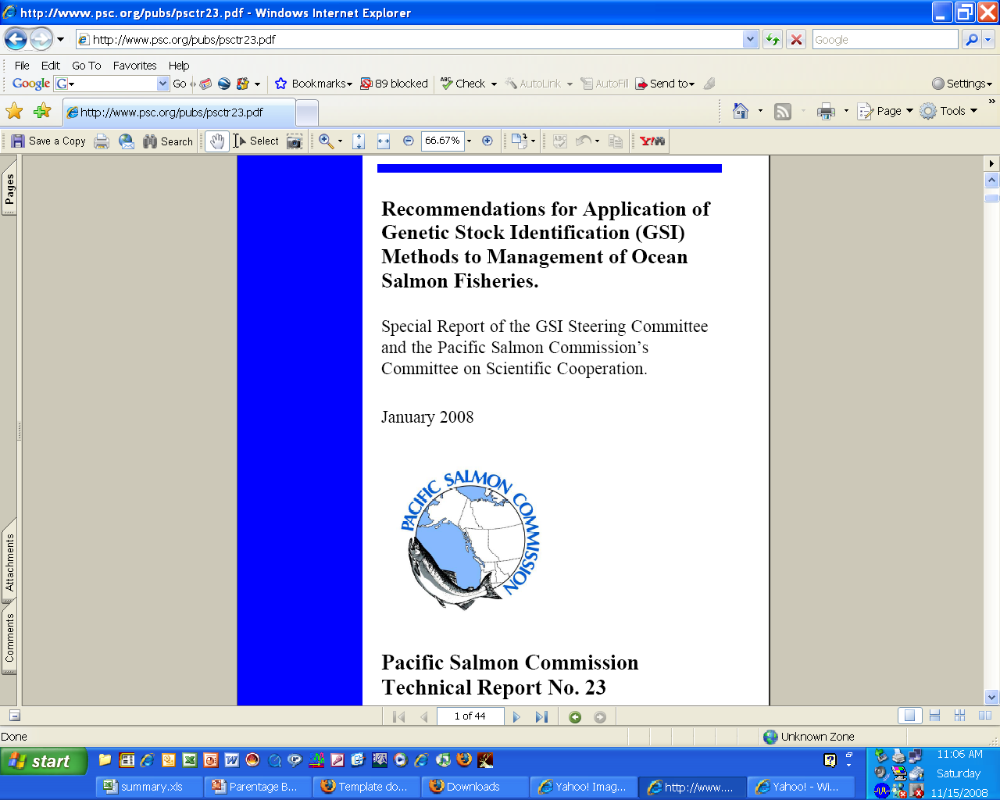 http://www.psc.org/pubs/psctr23.pdf - Windows Internet Explorer
http://www.psc.org/pubs/psctr23.pdf
Google
File Edit Go To Favorites Help
Google G Go Bookmarks 89 blocked ABC Check AutoLink AutoFill Send to Settings
http://www.psc.org/pubs/psctr23.pdf Page Tools
Save a Copy Search Select 66.67% ABC Y!
Pages
Recommendations for Application of
Genetic Stock Identification (GSI)
Methods to Management of Ocean
Salmon Fisheries.
Special Report of the GSI Steering Committee
and the Pacific Salmon Commission's
Committee on Scientific Cooperation.
January 2008
PACIFIC SALMON COMMISSION
Attachments
Comments
Pacific Salmon Commission
Technical Report No. 23
1 of 44
Done Unknown Zone
start 11:06 AM
Saturday
summary.xls Parentage B... Template do... Downloads Yahoo! Imag... http://www.... Yahoo! - Wi... 11/15/2008